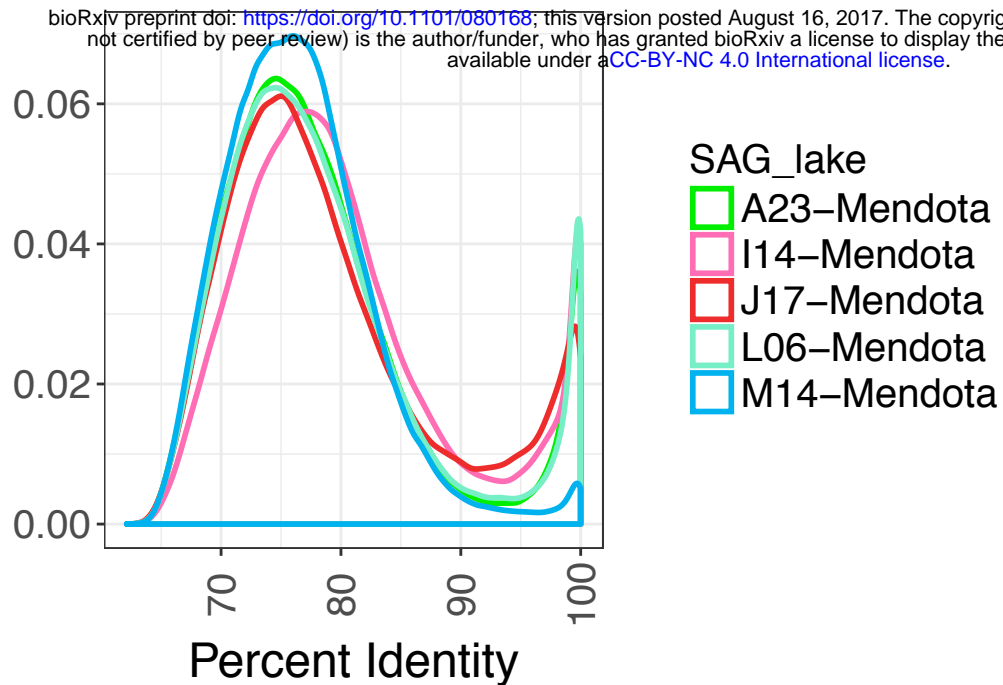 bioRxiv preprint doi: https://doi.org/10.1101/080168; this version posted August 16, 2017. The copyrig
not certified by peer review) is the author/funder, who has granted bioRxiv a license to display the
available under aCC-BY-NC 4.0 International license.
0.06
0.04
0.02
0.00
70 80 90 100
Percent Identity
SAG_lake
A23−Mendota
I14−Mendota
J17−Mendota
L06−Mendota
M14−Mendota